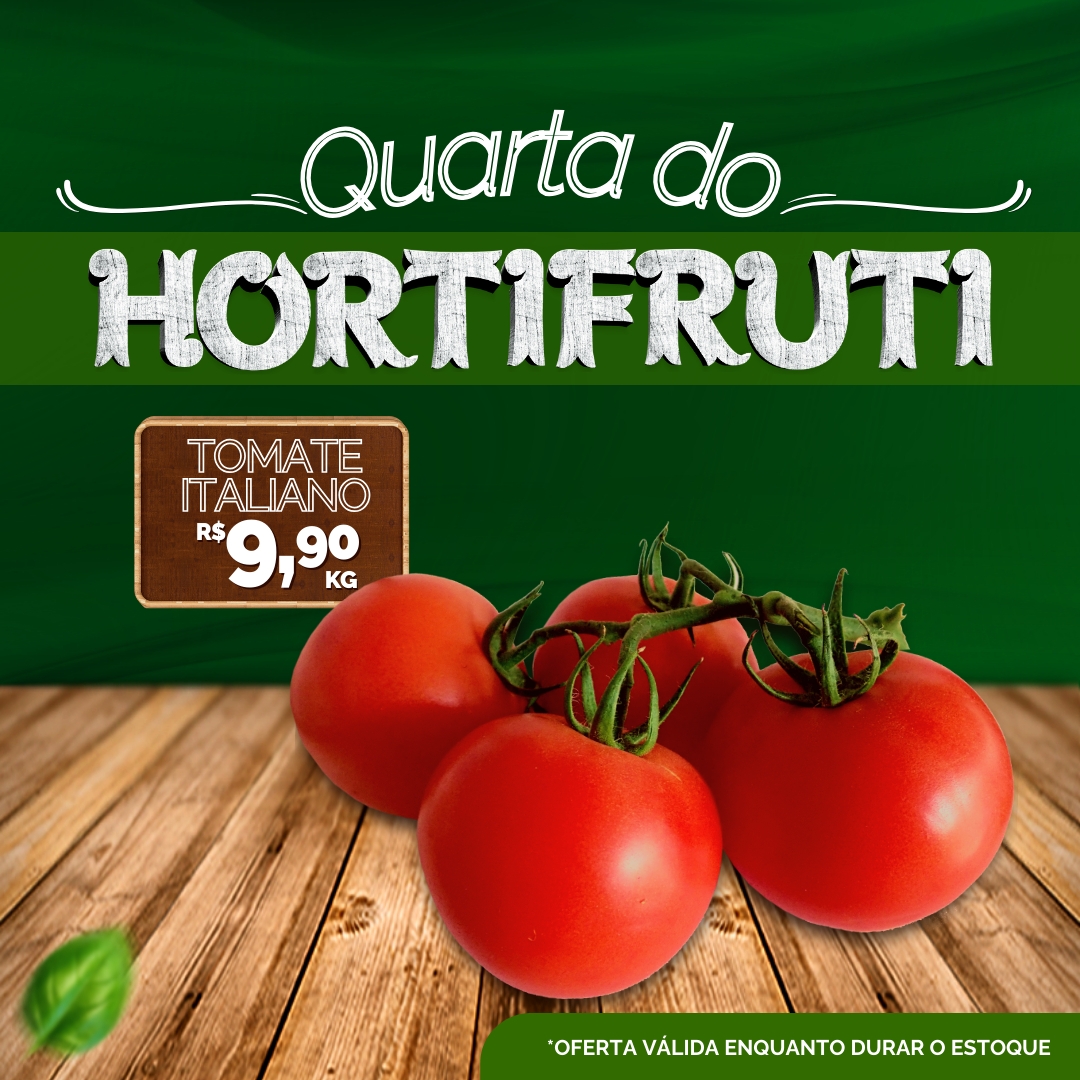 Quarta do
HORTIFRUTI
TOMATE
ITALIANO
R$ 9,90
KG
*OFERTA VÁLIDA ENQUANTO DURAR O ESTOQUE